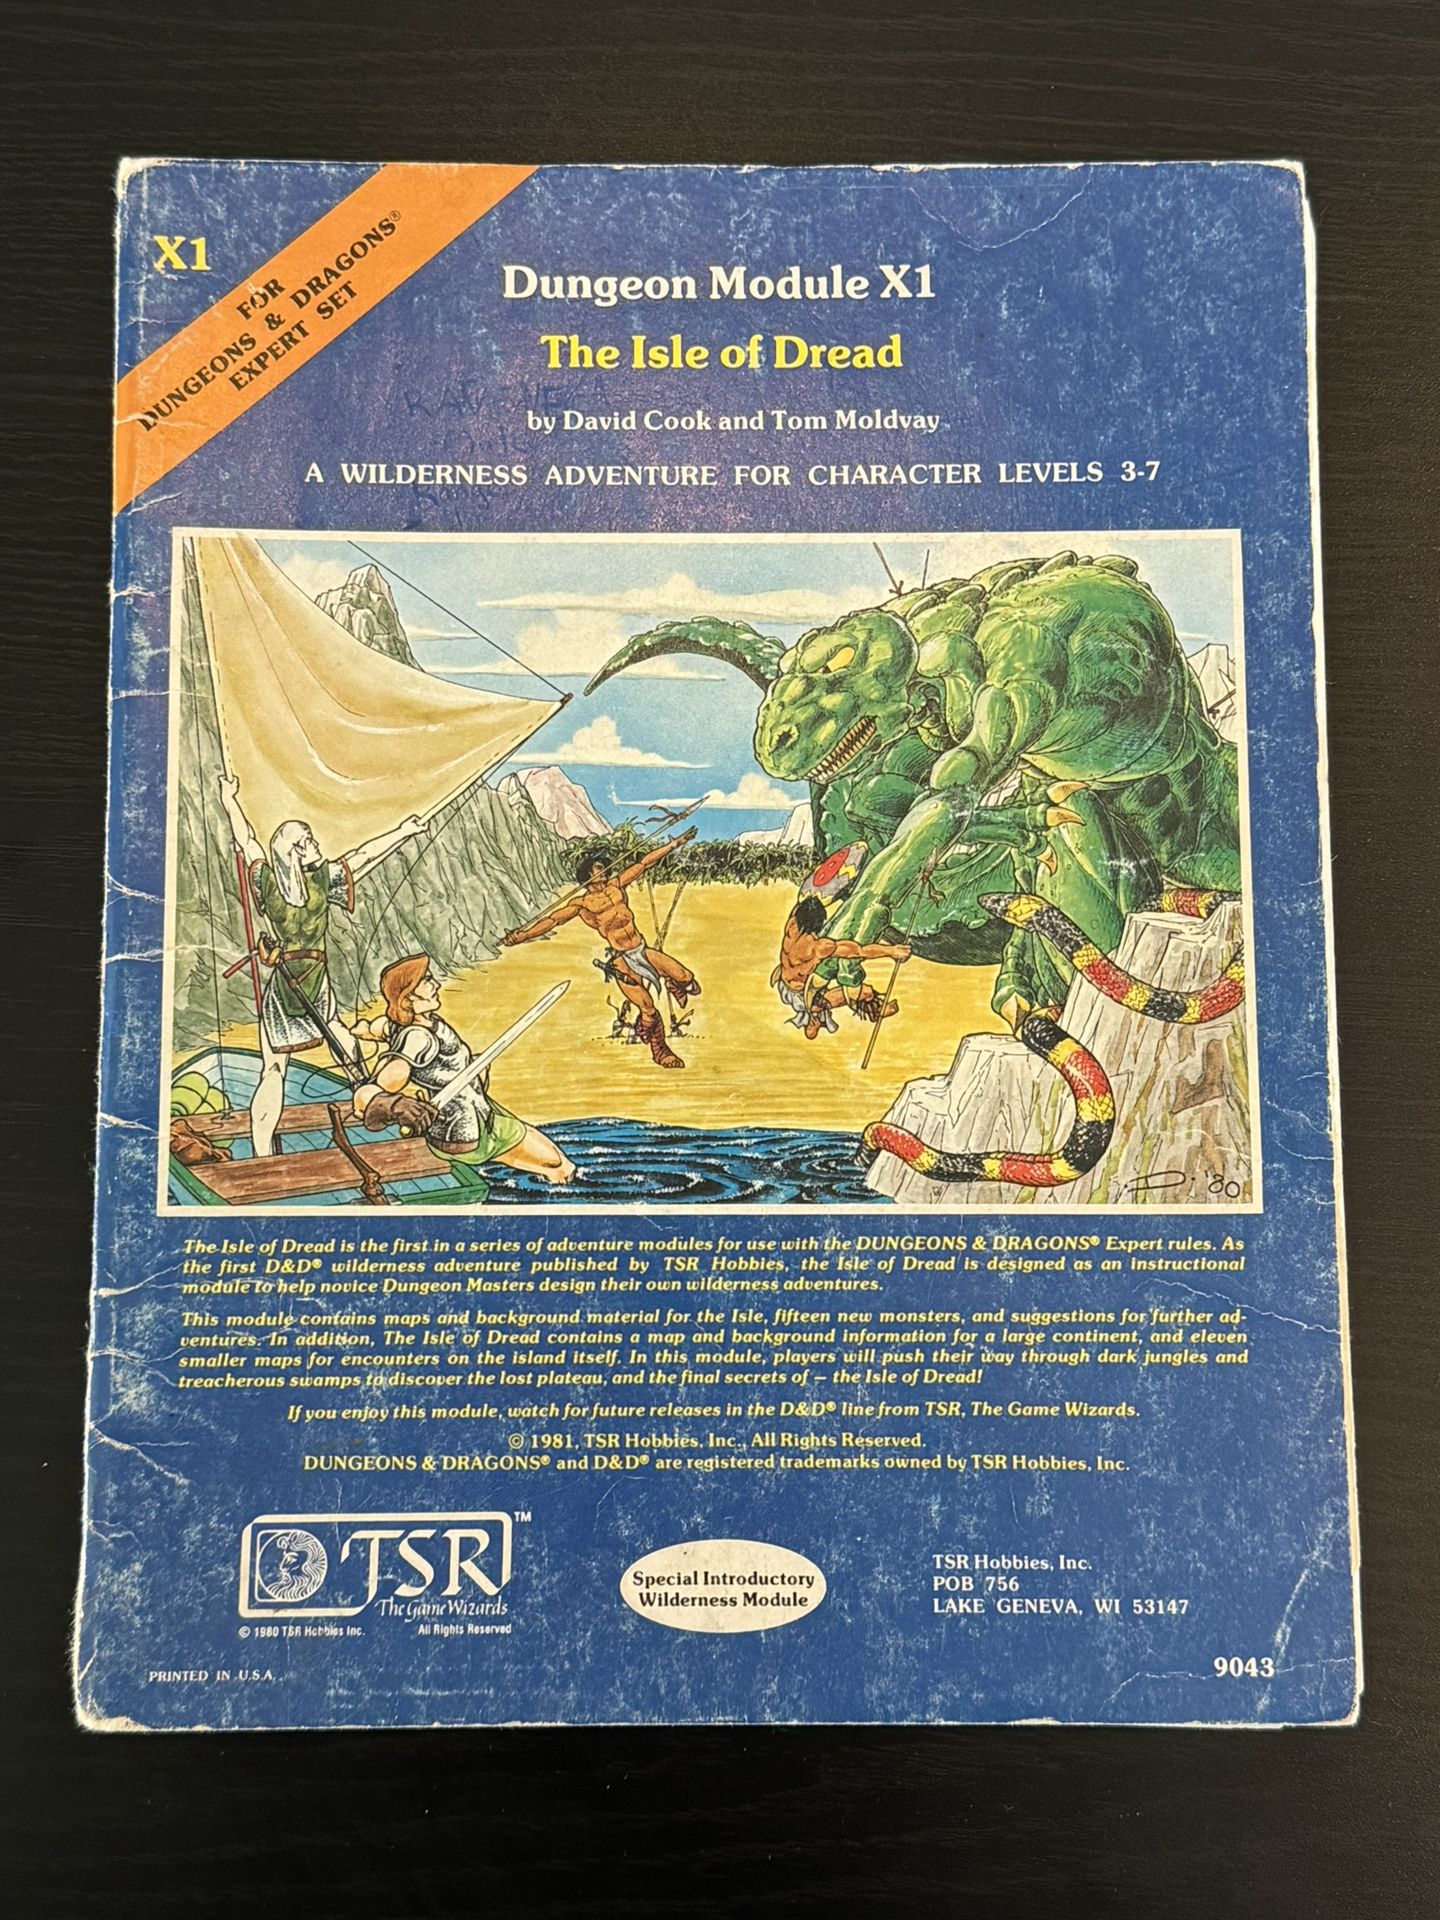 X1
FOR
DUNGEONS & DRAGONS®
EXPERT SET
Dungeon Module X1
The Isle of Dread
by David Cook and Tom Moldvay
A WILDERNESS ADVENTURE FOR CHARACTER LEVELS 3-7
'80
The Isle of Dread is the first in a series of adventure modules for use with the DUNGEONS & DRAGONS® Expert rules. As
the first D&D® wilderness adventure published by TSR Hobbies, the Isle of Dread is designed as an instructional
module to help novice Dungeon Masters design their own wilderness adventures.
This module contains maps and background material for the Isle, fifteen new monsters, and suggestions for further ad-
ventures. In addition, The Isle of Dread contains a map and background information for a large continent, and eleven
smaller maps for encounters on the island itself. In this module, players will push their way through dark jungles and
treacherous swamps to discover the lost plateau, and the final secrets of — the Isle of Dread!
If you enjoy this module, watch for future releases in the D&D® line from TSR, The Game Wizards.
© 1981, TSR Hobbies, Inc., All Rights Reserved.
DUNGEONS & DRAGONS® and D&D® are registered trademarks owned by TSR Hobbies, Inc.
TSR™
The Game Wizards
© 1980 TSR Hobbies Inc. All Rights Reserved
Special Introductory
Wilderness Module
TSR Hobbies, Inc.
POB 756
LAKE GENEVA, WI 53147
PRINTED IN U.S.A.
9043